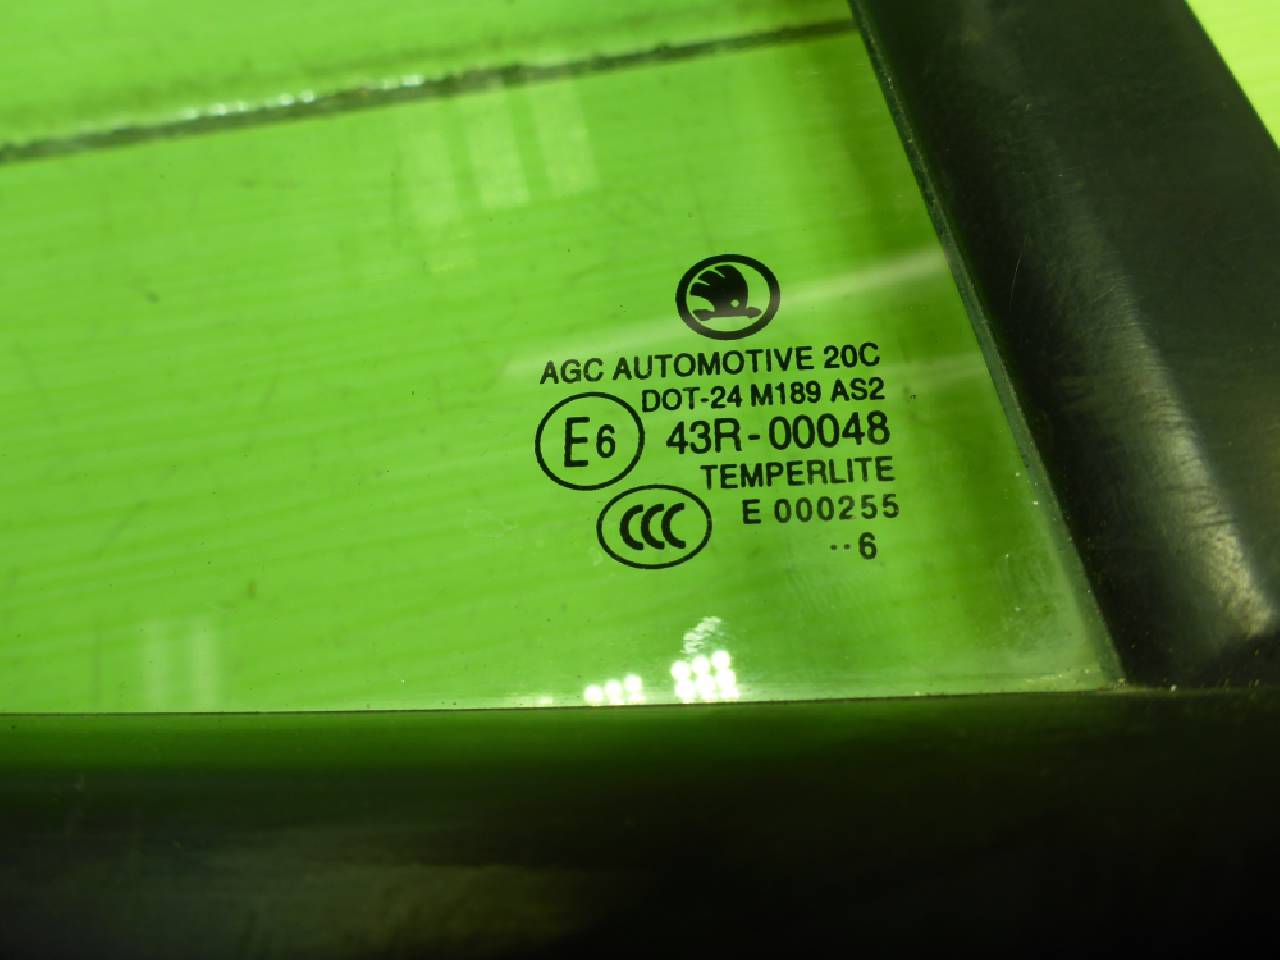 AGC AUTOMOTIVE 20C
DOT-24 M189 AS2
E6 43R-00048
TEMPERLITE
CCC E 000255
··6